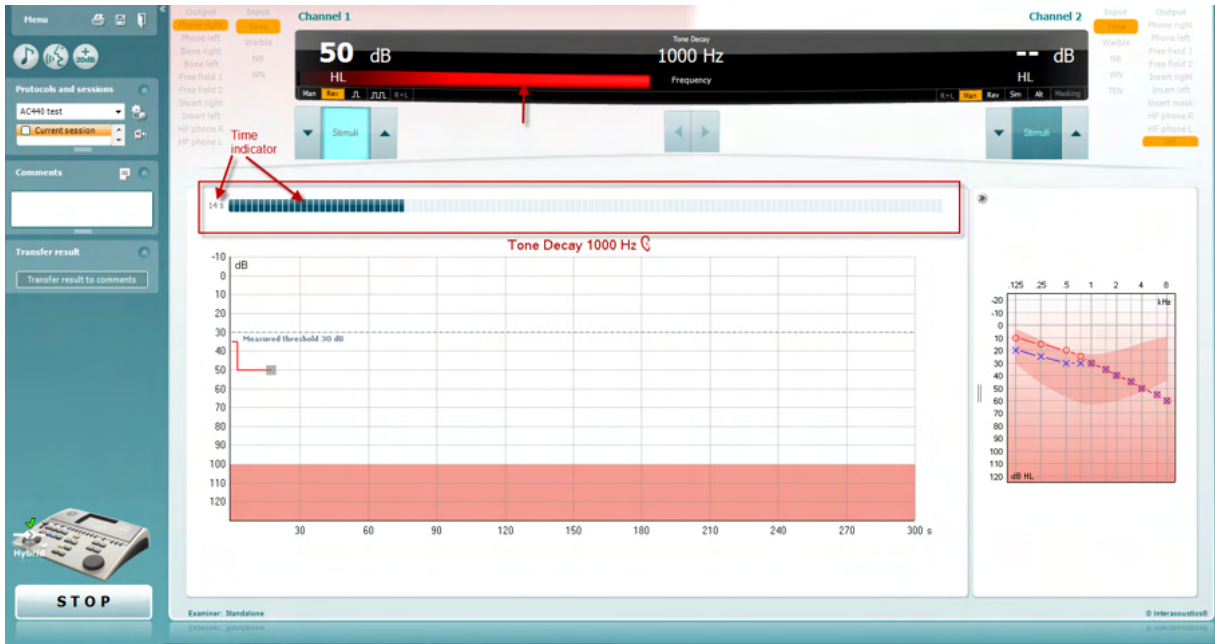 Menu
20dB
Protocols and sessions
AC440 test
Current session
Comments
Transfer result
Transfer result to comments
Hybrid
STOP
Output
Phone right
Phone left
Bone right
Bone left
Free field 1
Free field 2
Insert right
Insert left
HF phone R
HF phone L
Input
Tone
Warble
NB
WN
Channel 1
50 dB
HL
Man Rev R+L
Tone Decay
1000 Hz
Frequency
Channel 2
-- dB
HL
R+L Man Rev Sim Alt Masking
Input
Tone
Warble
NB
WN
TEN
Output
Phone right
Phone left
Free field 1
Free field 2
Insert right
Insert left
Insert mask
HF phone R
HF phone L
Off
Stimuli
Stimuli
Time
indicator
14 s
Tone Decay 1000 Hz
dB
-10
0
10
20
30
40
50
60
70
80
90
100
110
120
Measured threshold 30 dB
30 60 90 120 150 180 210 240 270 300 s
.125 .25 .5 1 2 4 8
kHz
-20
-10
0
10
20
30
40
50
60
70
80
90
100
110
120
dB HL
Examiner: Standalone
© Interacoustics®